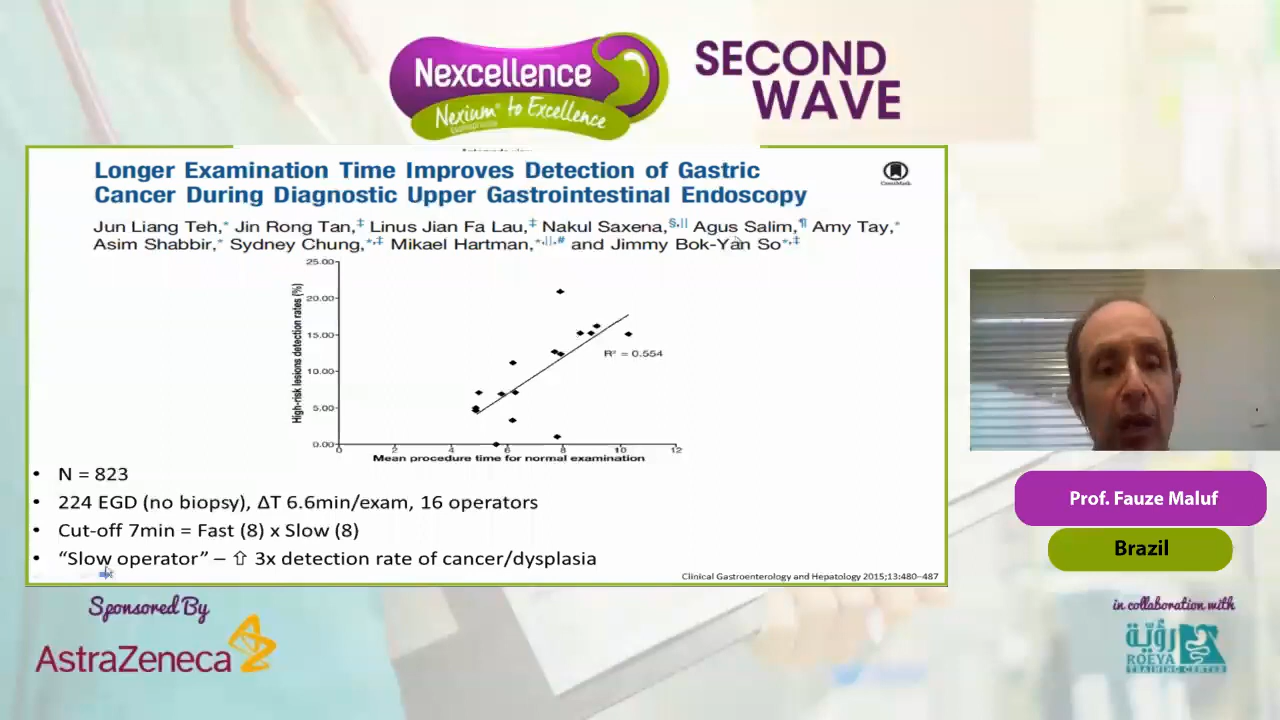 Nexcellence
Nexium® to Excellence
esomeprazole
SECOND
WAVE
Longer Examination Time Improves Detection of Gastric
Cancer During Diagnostic Upper Gastrointestinal Endoscopy
CrossMark
Jun Liang Teh,* Jin Rong Tan,‡ Linus Jian Fa Lau,‡ Nakul Saxena,§,|| Agus Salim,¶ Amy Tay,*
Asim Shabbir,* Sydney Chung,*,‡ Mikael Hartman,*,||,# and Jimmy Bok-Yan So*,‡
High-risk lesions detection rates (%)
25.00
20.00
15.00
10.00
5.00
0.00
R² = 0.554
0 2 4 6 8 10 12
Mean procedure time for normal examination
• N = 823
• 224 EGD (no biopsy), ΔT 6.6min/exam, 16 operators
• Cut-off 7min = Fast (8) x Slow (8)
• “Slow operator” – ⇧ 3x detection rate of cancer/dysplasia
Clinical Gastroenterology and Hepatology 2015;13:480–487
Prof. Fauze Maluf
Brazil
Sponsored By
AstraZeneca
in collaboration with
رؤية
ROEYA
TRAINING CENTER